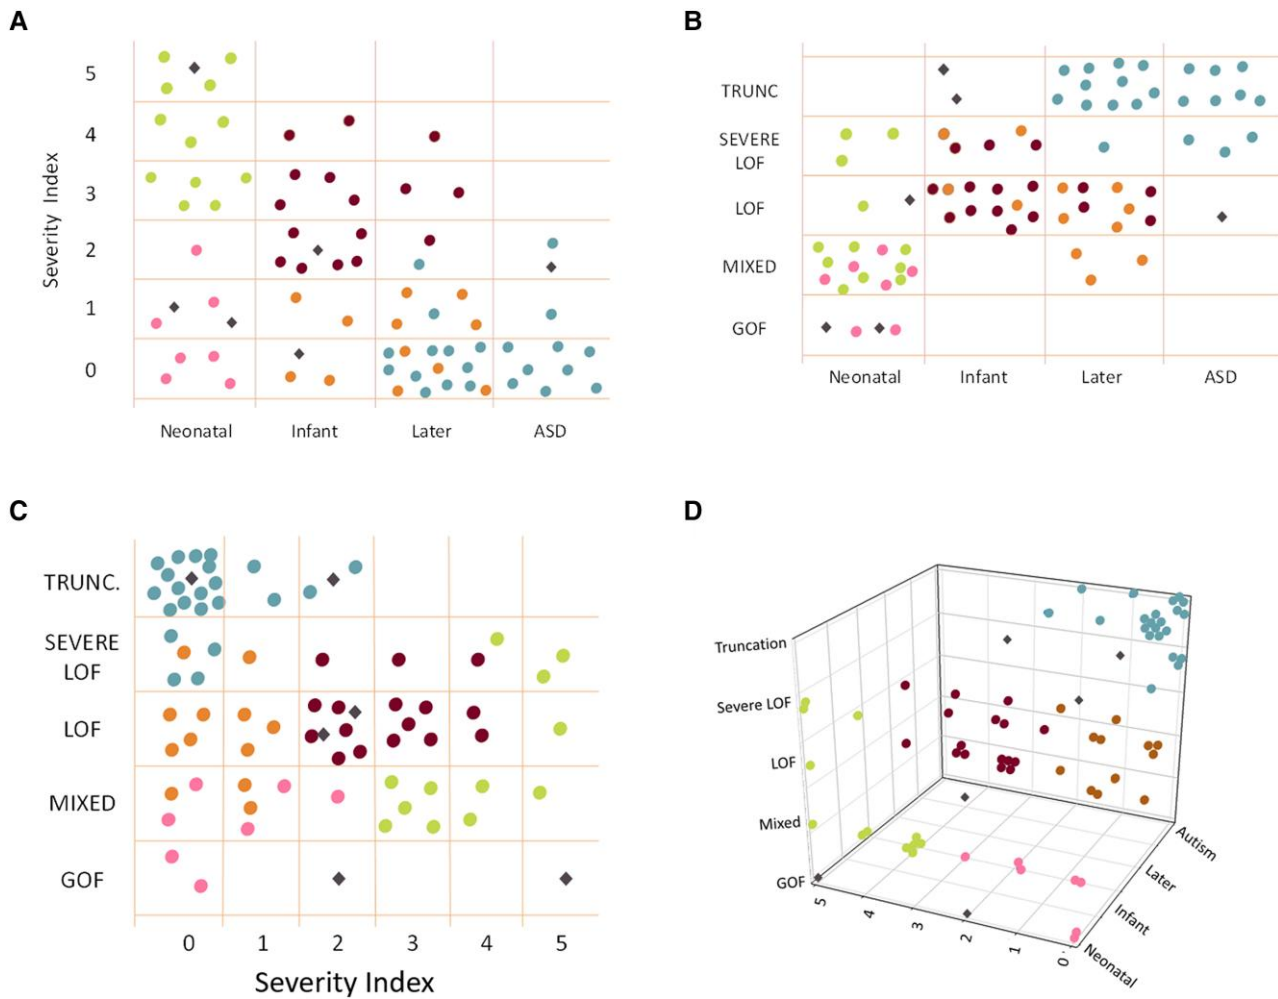 A
5
4
3
2
1
0
Severity Index
Neonatal Infant Later ASD
B
TRUNC
SEVERE
LOF
LOF
MIXED
GOF
Neonatal Infant Later ASD
C
TRUNC.
SEVERE
LOF
LOF
MIXED
GOF
0 1 2 3 4 5
Severity Index
D
Truncation
Severe LOF
LOF
Mixed
GOF
5 4 3 2 1 0
Autism
Later
Infant
Neonatal